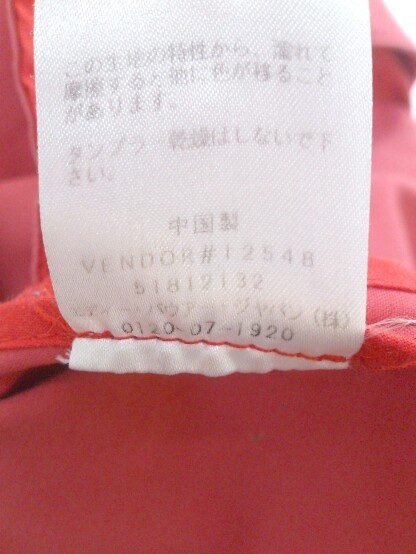 この生地の特性から、濡れて
摩擦すると他に色が移ること
があります。
タンブラー乾燥はしないで下
さい。
中国製
VENDOR#12548
51812132
エディー・バウアー・ジャパン(株)
0120-07-1920